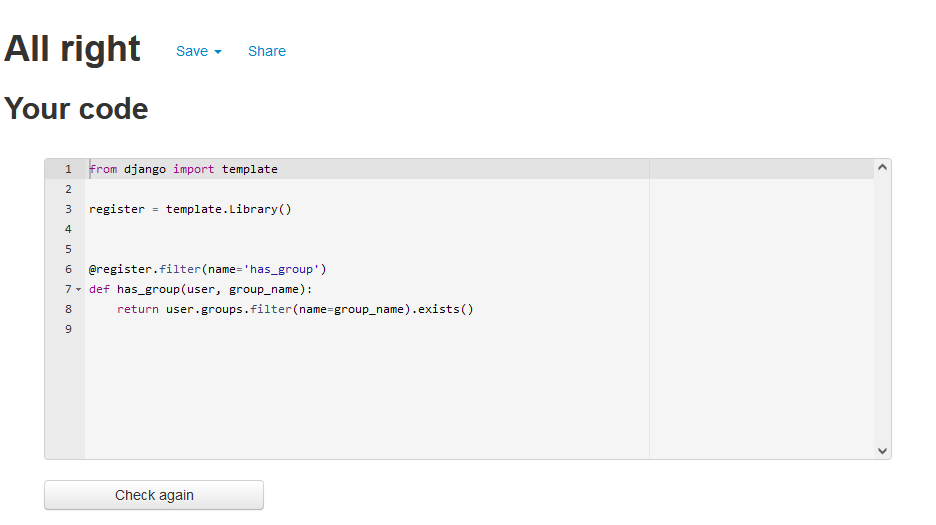 All right Save Share
Your code
1 from django import template
2
3 register = template.Library()
4
5
6 @register.filter(name='has_group')
7 def has_group(user, group_name):
8     return user.groups.filter(name=group_name).exists()
9
Check again